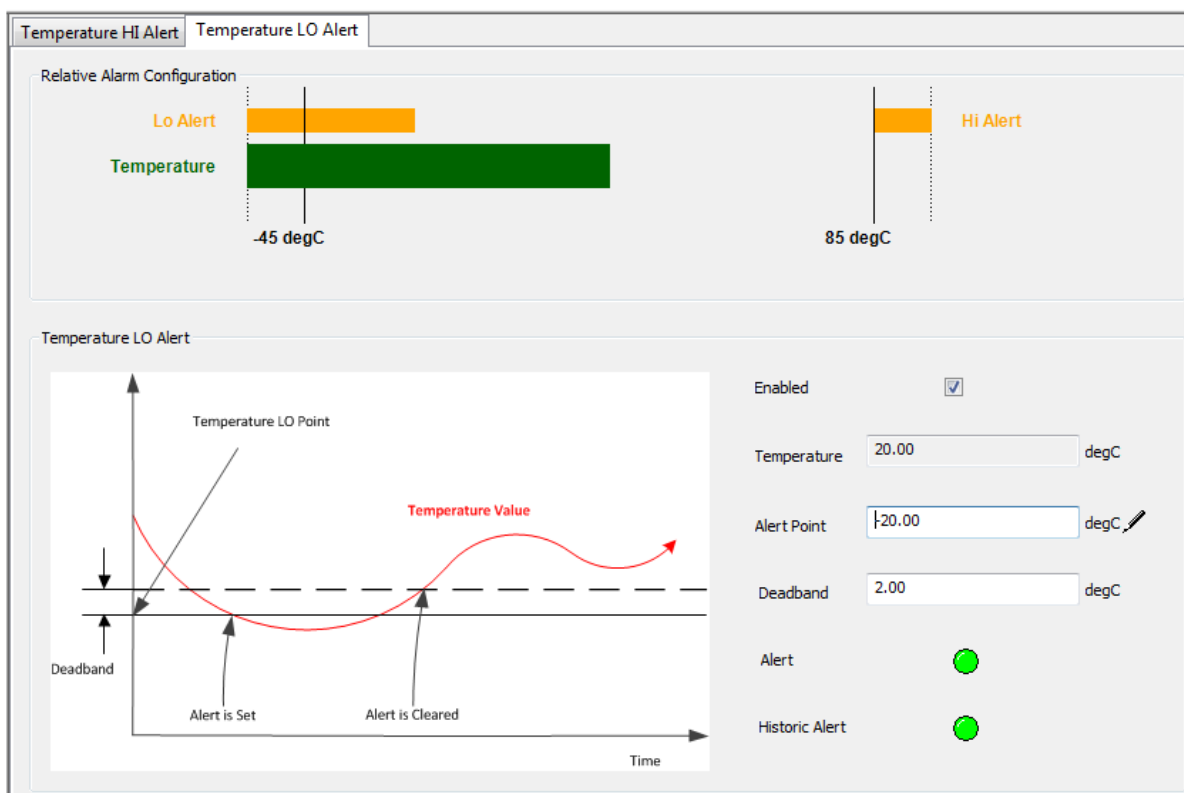 Temperature HI Alert Temperature LO Alert
Relative Alarm Configuration
Lo Alert
Hi Alert
Temperature
-45 degC
85 degC
Temperature LO Alert
Temperature LO Point
Temperature Value
Deadband
Alert is Set
Alert is Cleared
Time
Enabled
Temperature 20.00 degC
Alert Point -20.00 degC
Deadband 2.00 degC
Alert
Historic Alert